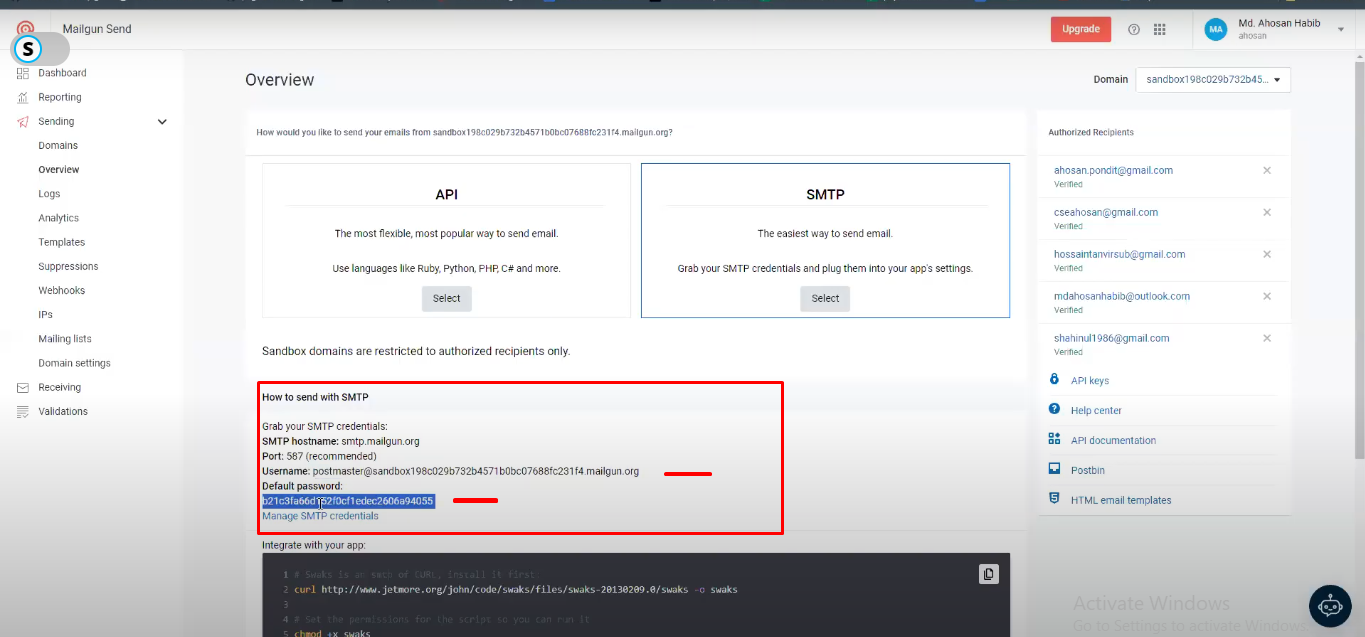 Mailgun Send
Upgrade
MA
Md. Ahosan Habib
ahosan
S
Dashboard
Reporting
Sending
Domains
Overview
Logs
Analytics
Templates
Suppressions
Webhooks
IPs
Mailing lists
Domain settings
Receiving
Validations
Overview
Domain
sandbox198c029b732b45...
How would you like to send your emails from sandbox198c029b732b4571b0bc07688fc231f4.mailgun.org?
API
The most flexible, most popular way to send email.
Use languages like Ruby, Python, PHP, C# and more.
Select
SMTP
The easiest way to send email.
Grab your SMTP credentials and plug them into your app's settings.
Select
Sandbox domains are restricted to authorized recipients only.
How to send with SMTP
Grab your SMTP credentials:
SMTP hostname: smtp.mailgun.org
Port: 587 (recommended)
Username: postmaster@sandbox198c029b732b4571b0bc07688fc231f4.mailgun.org
Default password:
Manage SMTP credentials
Integrate with your app:
1 # Swaks is an smtp of CURL, install it first:
2 curl http://www.jetmore.org/john/code/swaks/files/swaks-20130209.0/swaks -o swaks
3
4 # Set the permissions for the script so you can run it
5 chmod +x swaks
Authorized Recipients
ahosan.pondit@gmail.com
Verified
cseahosan@gmail.com
Verified
hossaintanvirsub@gmail.com
Verified
mdahosanhabib@outlook.com
Verified
shahinul1986@gmail.com
Verified
API keys
Help center
API documentation
Postbin
HTML email templates
Activate Windows
Go to Settings to activate Windows